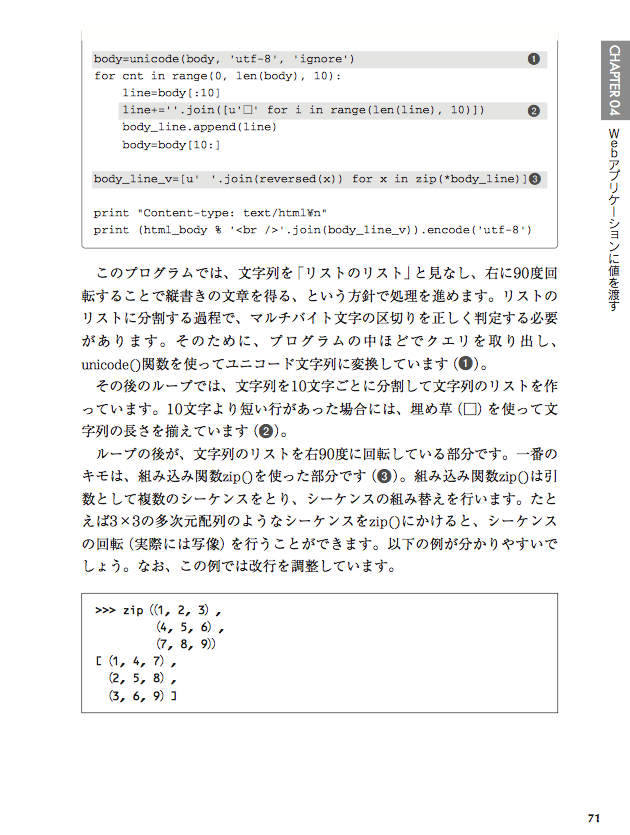 body=unicode(body, 'utf-8', 'ignore') ❶
for cnt in range(0, len(body), 10):
    line=body[:10]
    line+=''.join([u'□' for i in range(len(line), 10)]) ❷
    body_line.append(line)
    body=body[10:]
body_line_v=[u' '.join(reversed(x)) for x in zip(*body_line)]❸
print "Content-type: text/html¥n"
print (html_body % '<br />'.join(body_line_v)).encode('utf-8')
CHAPTER 04 Webアプリケーションに値を渡す
このプログラムでは、文字列を「リストのリスト」と見なし、右に90度回
転することで縦書きの文章を得る、という方針で処理を進めます。リストの
リストに分割する過程で、マルチバイト文字の区切りを正しく判定する必要
があります。そのために、プログラムの中ほどでクエリを取り出し、
unicode()関数を使ってユニコード文字列に変換しています（❶）。
その後のループでは、文字列を10文字ごとに分割して文字列のリストを作
っています。10文字より短い行があった場合には、埋め草（□）を使って文
字列の長さを揃えています（❷）。
ループの後が、文字列のリストを右90度に回転している部分です。一番の
キモは、組み込み関数zip()を使った部分です（❸）。組み込み関数zip()は引
数として複数のシーケンスをとり、シーケンスの組み替えを行います。たと
えば3×3の多次元配列のようなシーケンスをzip()にかけると、シーケンス
の回転（実際には写像）を行うことができます。以下の例が分かりやすいで
しょう。なお、この例では改行を調整しています。
>>> zip ((1, 2, 3) ,
        (4, 5, 6) ,
        (7, 8, 9))
[ (1, 4, 7) ,
  (2, 5, 8) ,
  (3, 6, 9) ]
71